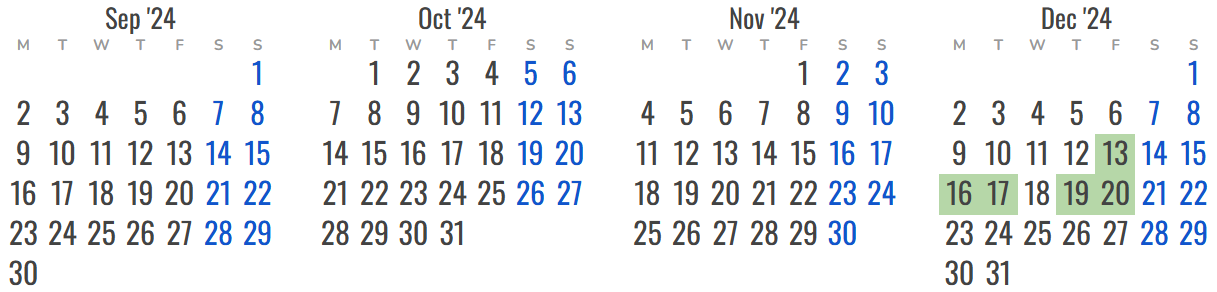 Sep '24 Oct '24 Nov '24 Dec '24
M T W T F S S M T W T F S S M T W T F S S M T W T F S S
1 1 2 3 4 5 6 1 2 3 1
2 3 4 5 6 7 8 7 8 9 10 11 12 13 4 5 6 7 8 9 10 2 3 4 5 6 7 8
9 10 11 12 13 14 15 14 15 16 17 18 19 20 11 12 13 14 15 16 17 9 10 11 12 13 14 15
16 17 18 19 20 21 22 21 22 23 24 25 26 27 18 19 20 21 22 23 24 16 17 18 19 20 21 22
23 24 25 26 27 28 29 28 29 30 31 25 26 27 28 29 30 23 24 25 26 27 28 29
30 30 31